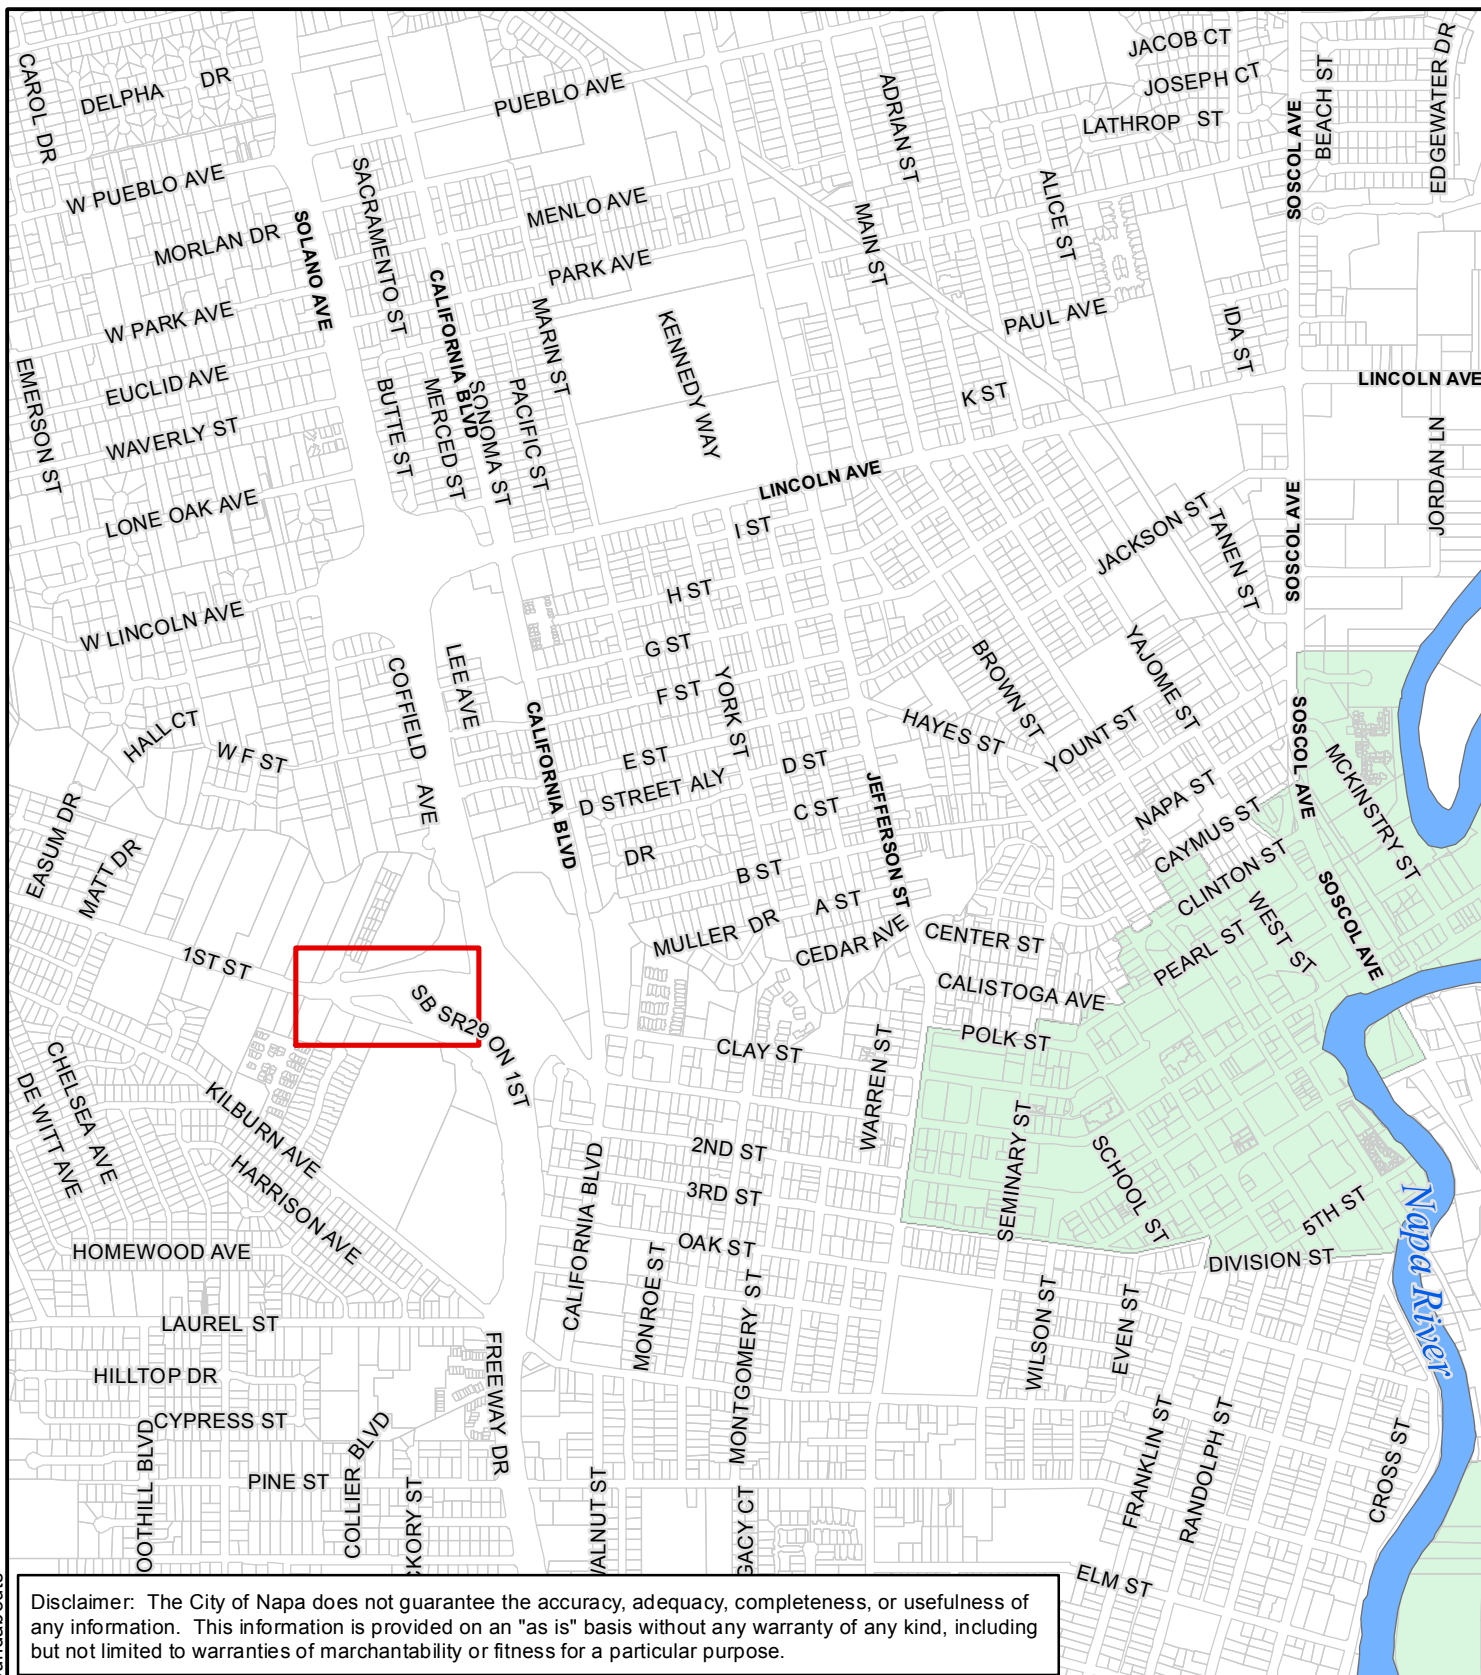 JACOB CT
CAROL DR
DELPHA DR
PUEBLO AVE
ADRIAN ST
JOSEPH CT
LATHROP ST
SOSCOL AVE
BEACH ST
EDGEWATER DR
W PUEBLO AVE
SACRAMENTO ST
MENLO AVE
MAIN ST
ALICE ST
MORLAN DR
SOLANO AVE
PARK AVE
CALIFORNIA BLVD
W PARK AVE
MARIN ST
KENNEDY WAY
PAUL AVE
IDA ST
EMERSON ST
EUCLID AVE
BUTTE ST
MERCED ST
SONOMA ST
PACIFIC ST
K ST
LINCOLN AVE
WAVERLY ST
LINCOLN AVE
JORDAN LN
LONE OAK AVE
I ST
JACKSON ST
TANEN ST
SOSCOL AVE
W LINCOLN AVE
H ST
G ST
F ST
YORK ST
COFFIELD AVE
LEE AVE
BROWN ST
YAJOME ST
HALL CT
W F ST
CALIFORNIA BLVD
E ST
D STREET ALY
D ST
HAYES ST
YOUNT ST
SOSCOL AVE
MCKINSTRY ST
C ST
JEFFERSON ST
NAPA ST
CAYMUS ST
CLINTON ST
EASUM DR
MATT DR
DR
B ST
A ST
MULLER DR
CEDAR AVE
CENTER ST
PEARL ST
WEST ST
SOSCOL AVE
1ST ST
SB SR29 ON 1ST
CALISTOGA AVE
POLK ST
CLAY ST
WARREN ST
CHELSEA AVE
DE WITT AVE
KILBURN AVE
HARRISON AVE
2ND ST
3RD ST
SEMINARY ST
SCHOOL ST
5TH ST
HOMEWOOD AVE
CALIFORNIA BLVD
OAK ST
MONROE ST
MONTGOMERY ST
DIVISION ST
Napa River
LAUREL ST
WILSON ST
EVEN ST
HILLTOP DR
FREEWAY DR
CYPRESS ST
OOTHILL BLVD
COLLIER BLVD
PINE ST
CKORY ST
FRANKLIN ST
RANDOLPH ST
CROSS ST
GACY CT
ELM ST
Disclaimer: The City of Napa does not guarantee the accuracy, adequacy, completeness, or usefulness of
any information. This information is provided on an "as is" basis without any warranty of any kind, including
but not limited to warranties of marchantability or fitness for a particular purpose.